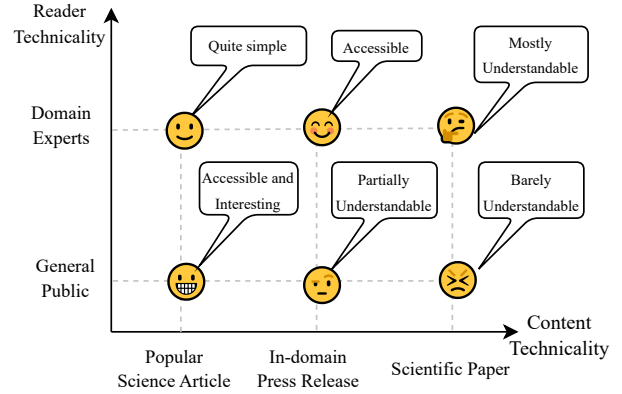 Reader
Technicality
Quite simple
Accessible
Mostly
Understandable
Domain
Experts
Accessible and
Interesting
Partially
Understandable
Barely
Understandable
General
Public
Content
Technicality
Popular
Science Article
In-domain
Press Release
Scientific Paper